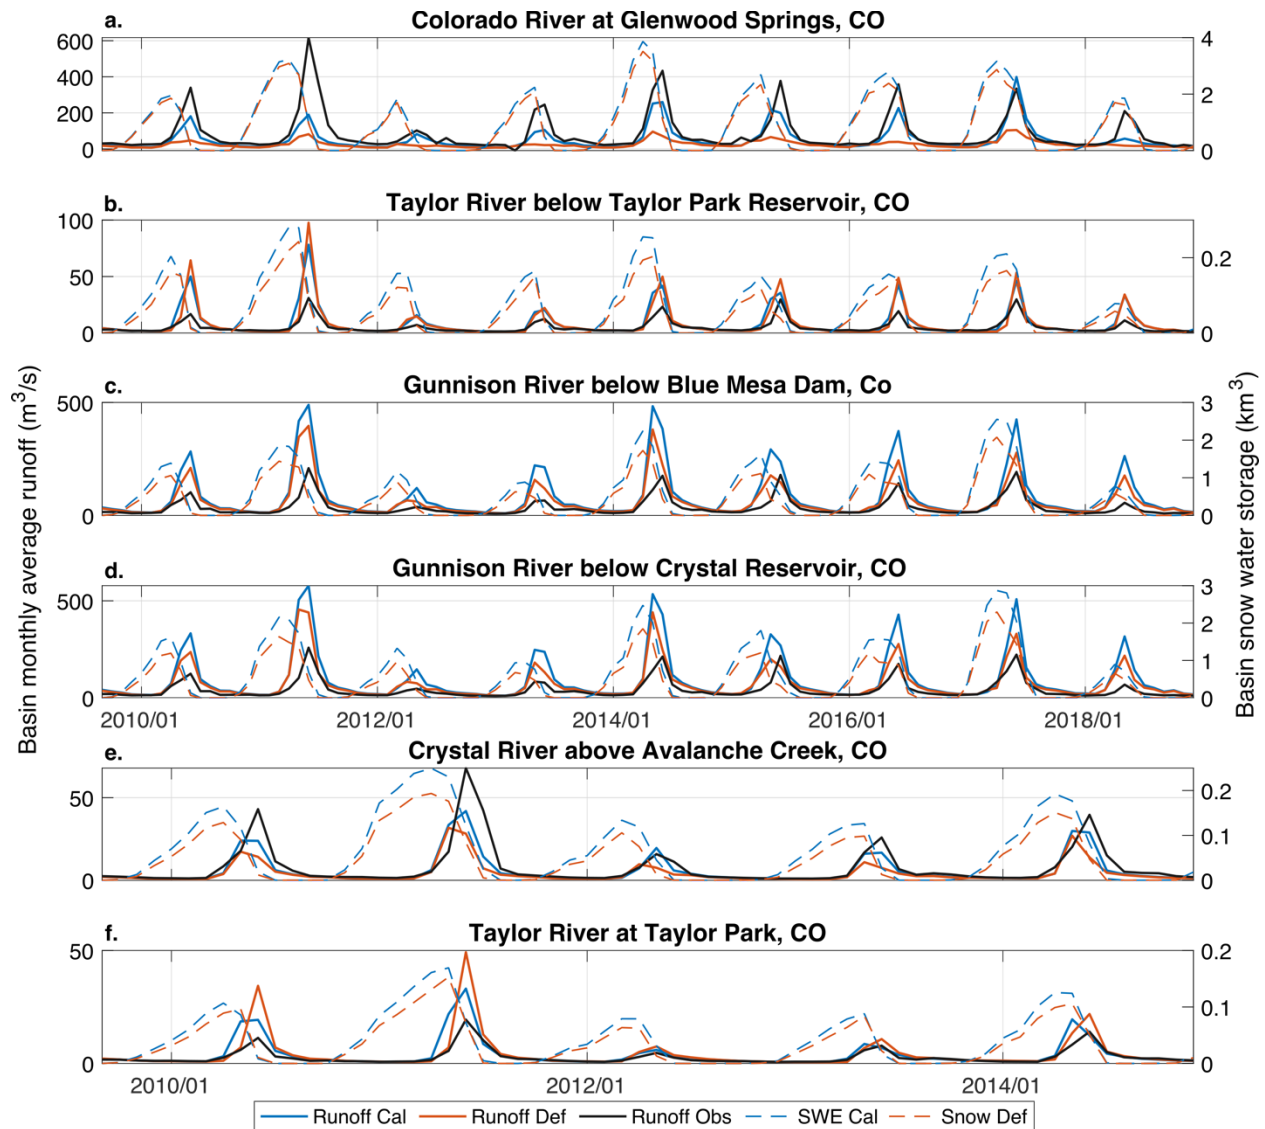 a. Colorado River at Glenwood Springs, CO
600 4
400
200 2
0 0
b. Taylor River below Taylor Park Reservoir, CO
100
0.2
50
0 0
c. Gunnison River below Blue Mesa Dam, Co
500 3
2
1
0 0
d. Gunnison River below Crystal Reservoir, CO
3
500
2
1
0 0
2010/01 2012/01 2014/01 2016/01 2018/01
Basin monthly average runoff (m³/s)
Basin snow water storage (km³)
e. Crystal River above Avalanche Creek, CO
50 0.2
0.1
0 0
f. Taylor River at Taylor Park, CO
50 0.2
0.1
0 0
2010/01 2012/01 2014/01
Runoff Cal Runoff Def Runoff Obs SWE Cal Snow Def